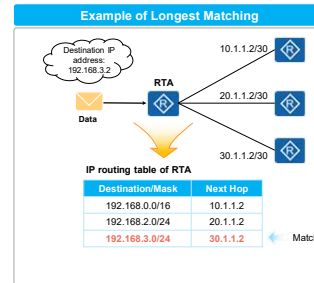 Example of Longest Matching
Destination IP
address:
192.168.3.2
10.1.1.2/30
RTA
20.1.1.2/30
Data
30.1.1.2/30
IP routing table of RTA
Destination/Mask Next Hop
192.168.0.0/16 10.1.1.2
192.168.2.0/24 20.1.1.2
192.168.3.0/24 30.1.1.2
Matc